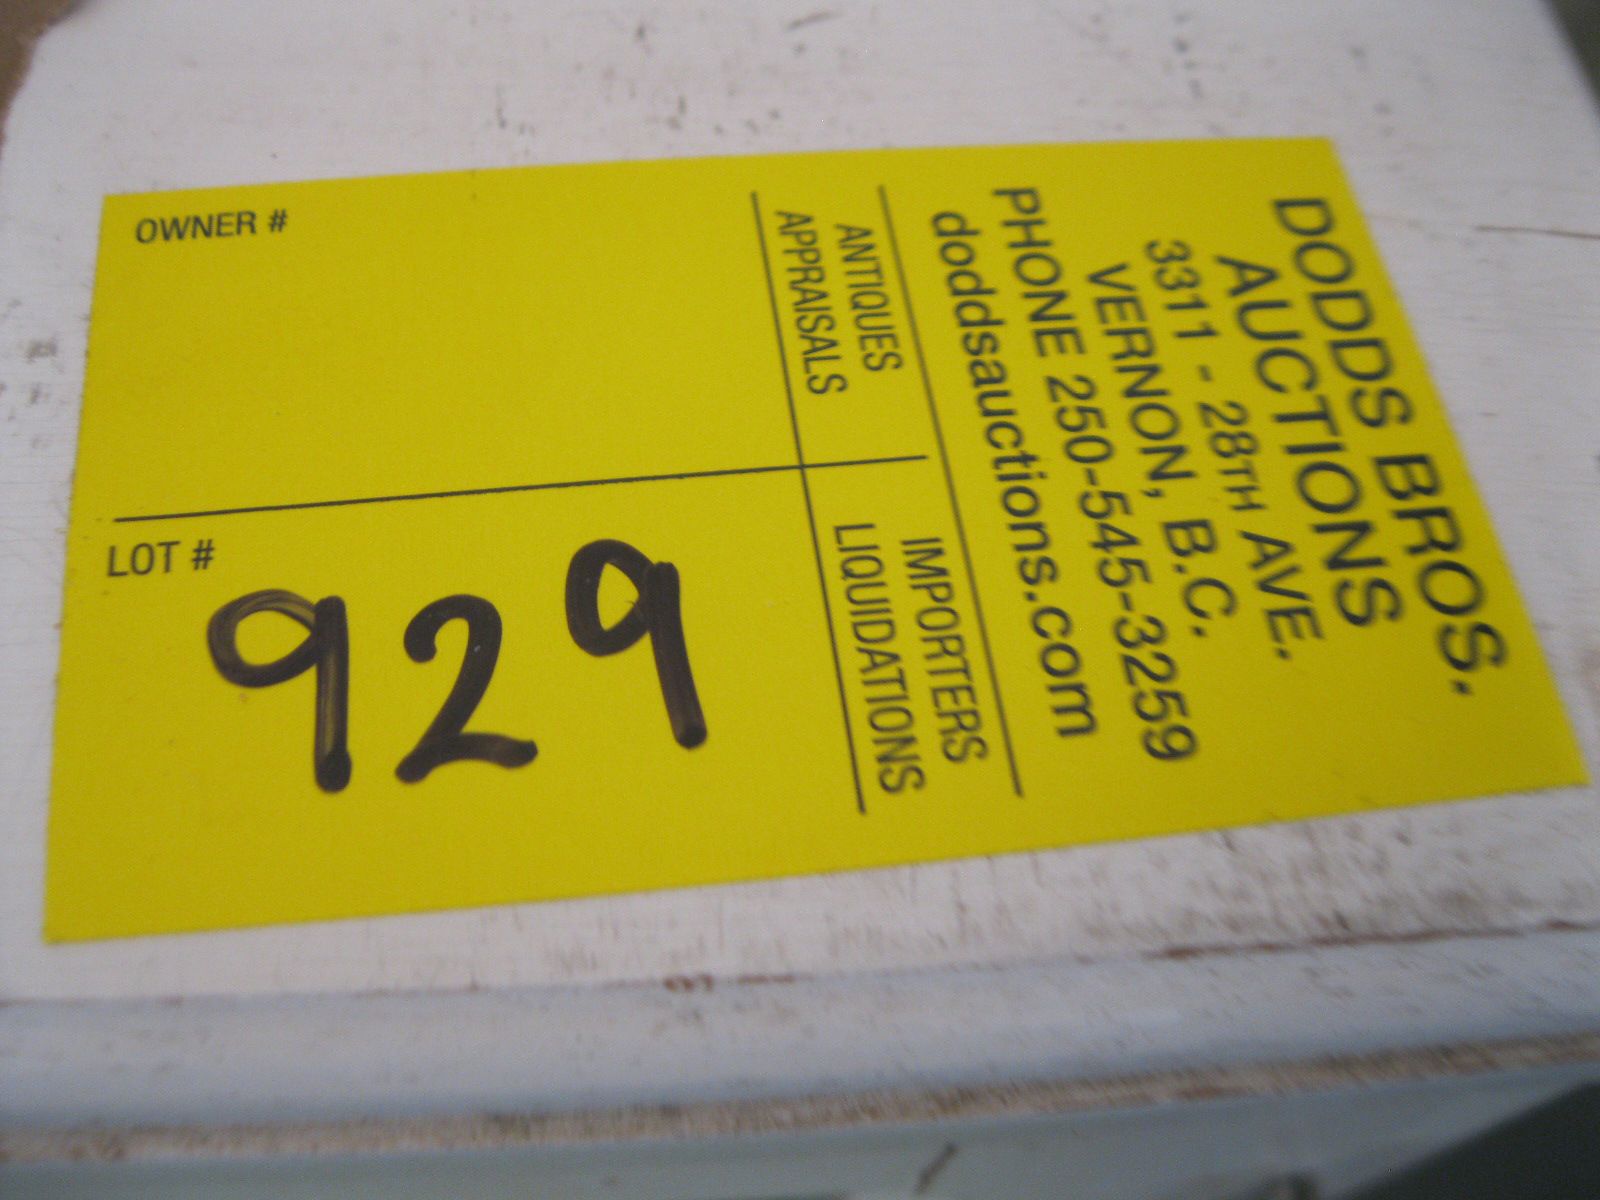 DODDS BROS.
AUCTIONS
3311 - 28TH AVE.
VERNON, B.C.
PHONE 250-545-3259
doddsauctions.com
ANTIQUES
APPRAISALS
IMPORTERS
LIQUIDATIONS
OWNER #
LOT #
929